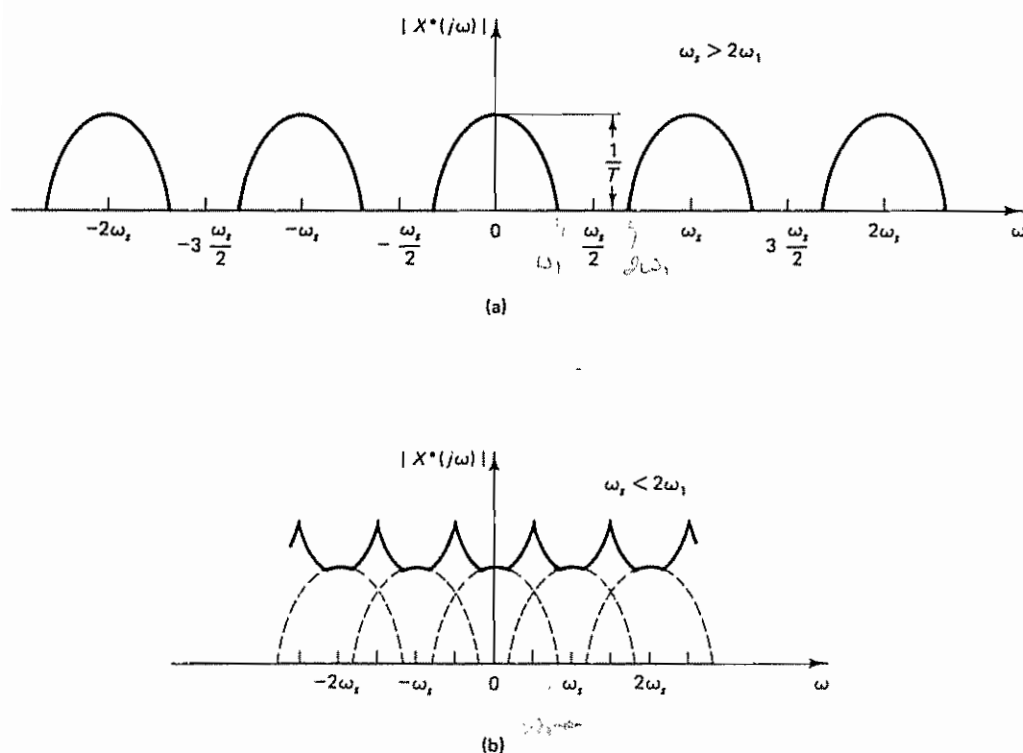 | X*(jω) |
ωₛ > 2ω₁
1/T
−2ωₛ −3 ωₛ/2 −ωₛ − ωₛ/2 0 ωₛ/2 ωₛ 3 ωₛ/2 2ωₛ ω
ω₁ 2ω₁
(a)
| X*(jω) |
ωₛ < 2ω₁
−2ωₛ −ωₛ 0 ωₛ 2ωₛ ω
(b)